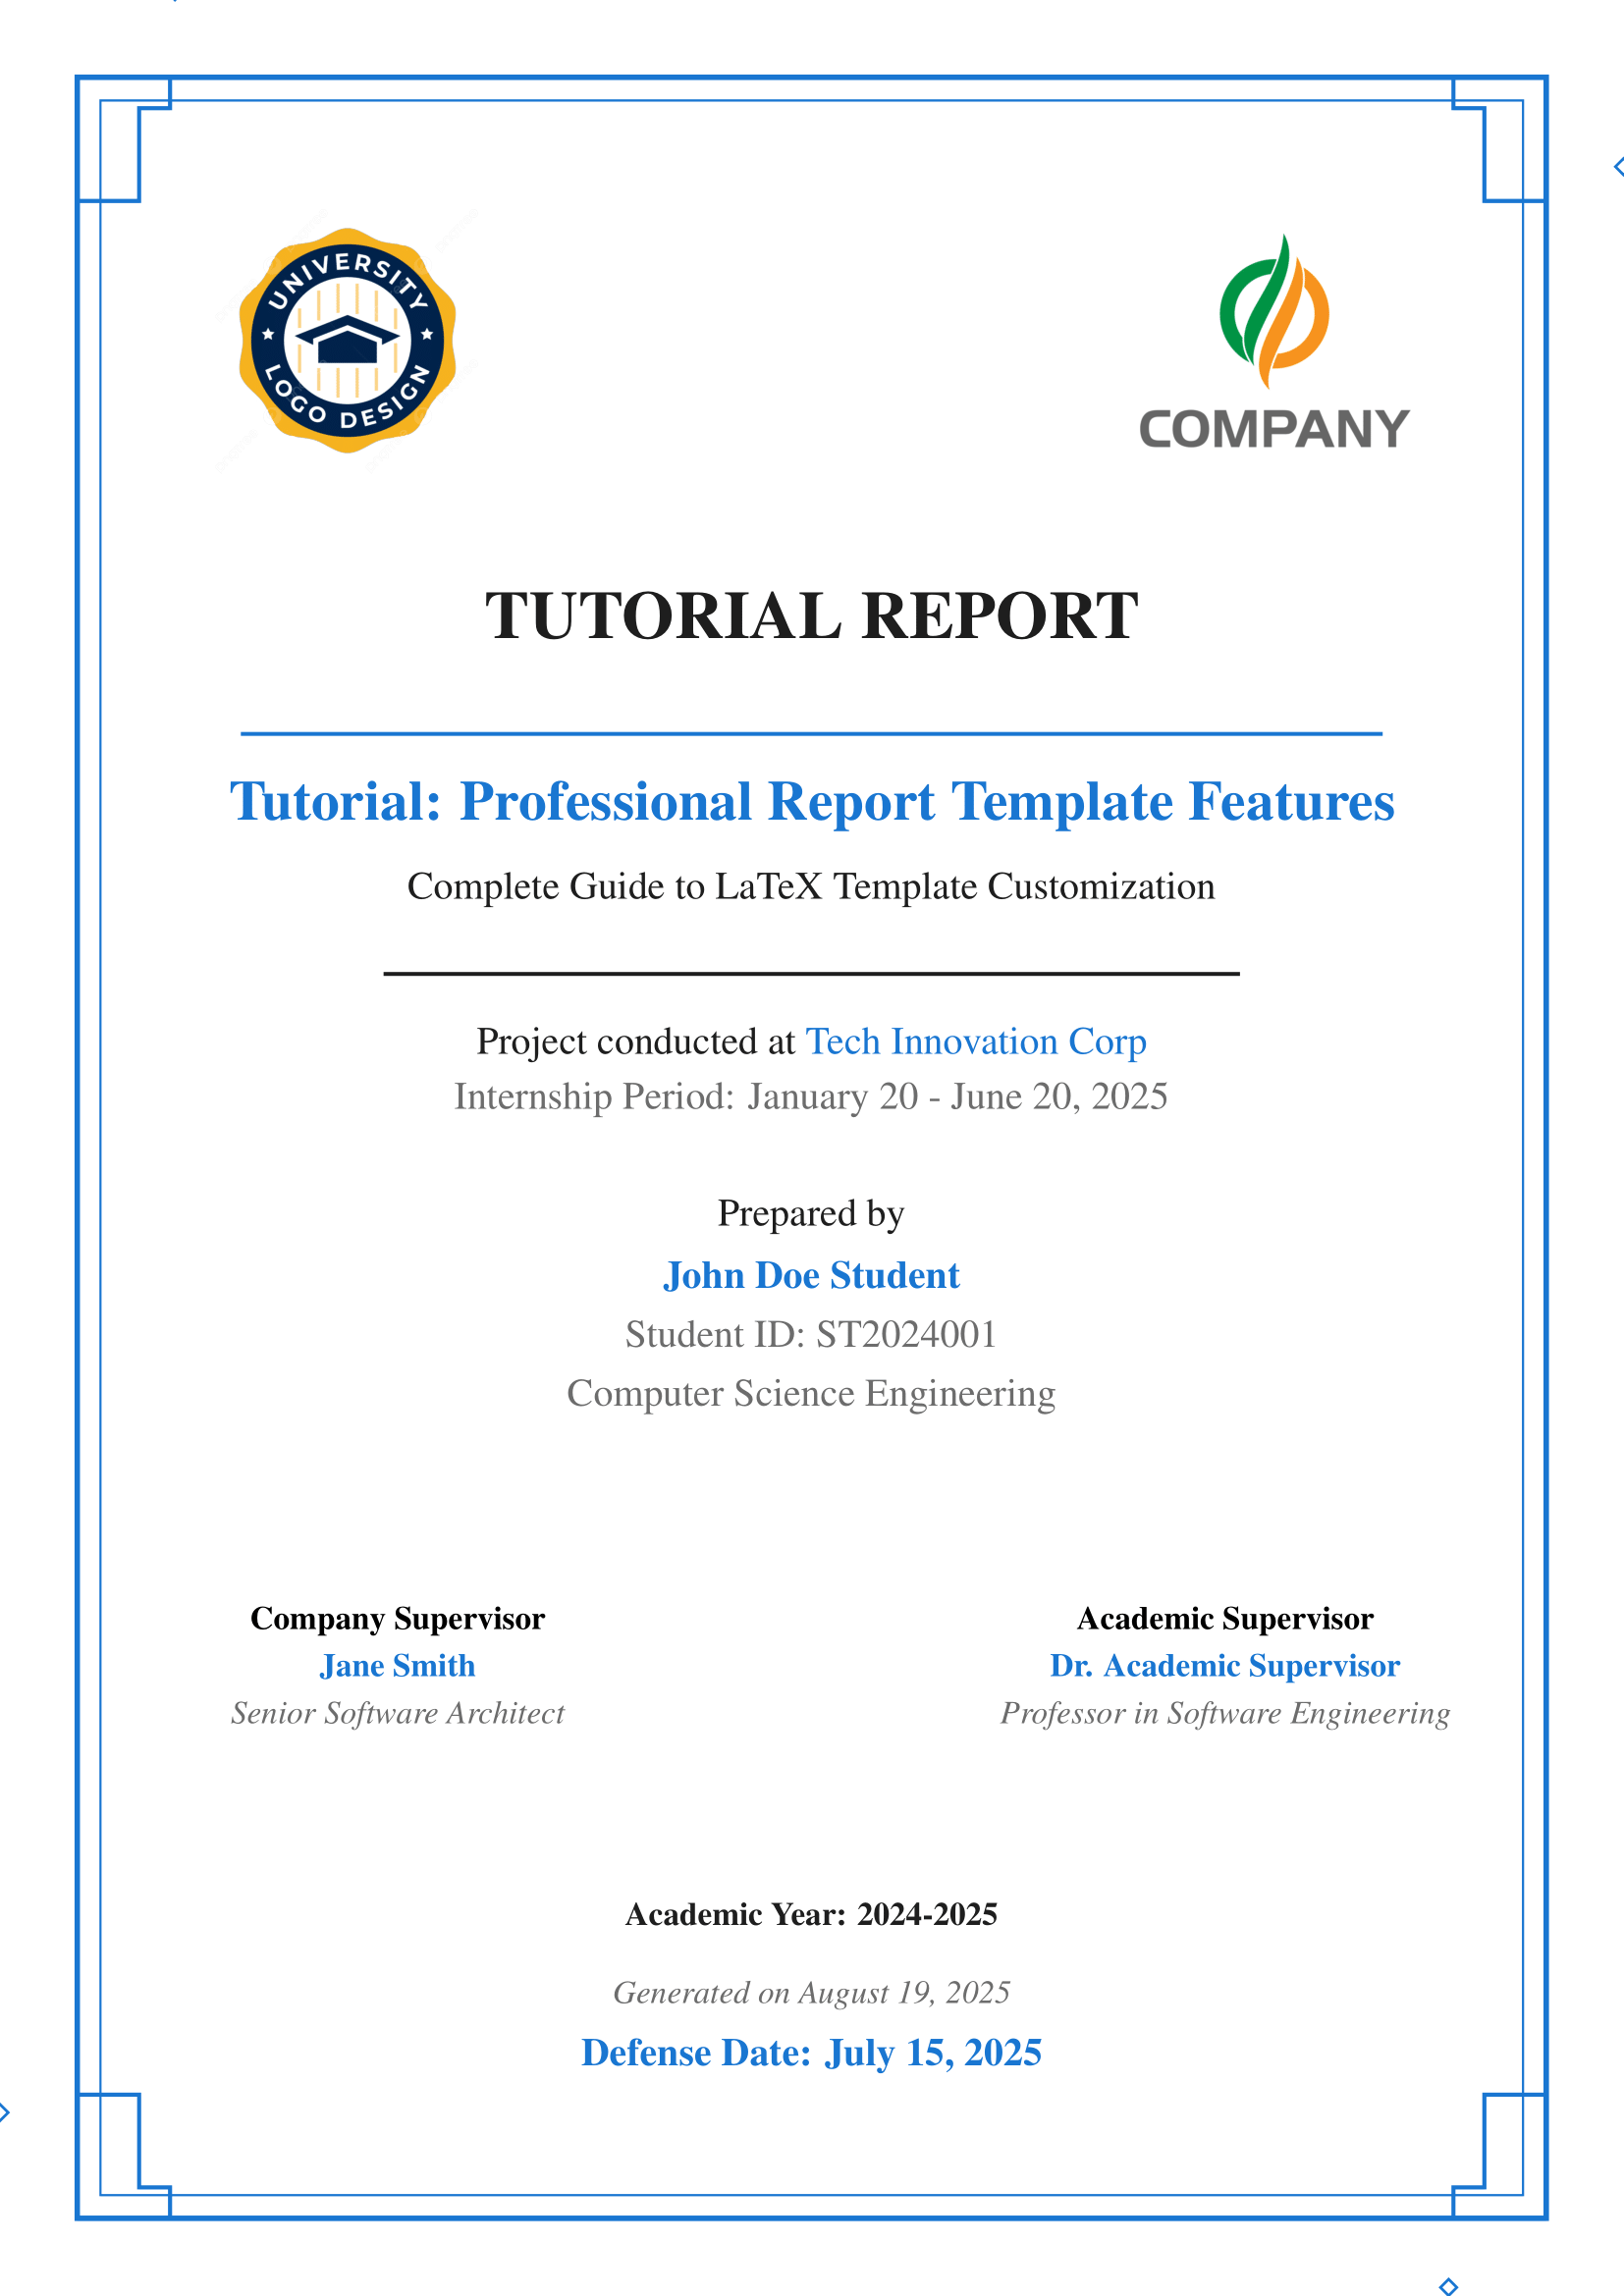 UNIVERSITY
LOGO DESIGN
COMPANY
TUTORIAL REPORT
Tutorial: Professional Report Template Features
Complete Guide to LaTeX Template Customization
Project conducted at Tech Innovation Corp
Internship Period: January 20 - June 20, 2025
Prepared by
John Doe Student
Student ID: ST2024001
Computer Science Engineering
Company Supervisor
Jane Smith
Senior Software Architect
Academic Supervisor
Dr. Academic Supervisor
Professor in Software Engineering
Academic Year: 2024-2025
Generated on August 19, 2025
Defense Date: July 15, 2025